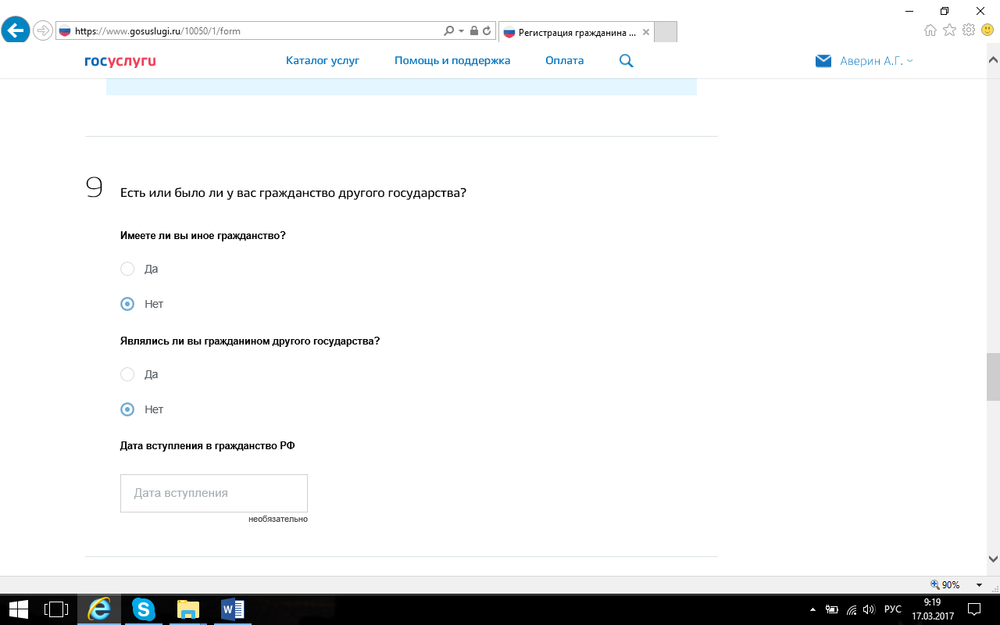 https://www.gosuslugi.ru/10050/1/form
Регистрация гражданина ...
госуслуги
Каталог услуг
Помощь и поддержка
Оплата
Аверин А.Г.
9 Есть или было ли у вас гражданство другого государства?
Имеете ли вы иное гражданство?
Да
Нет
Являлись ли вы гражданином другого государства?
Да
Нет
Дата вступления в гражданство РФ
Дата вступления
необязательно
90%
РУС
9:19
17.03.2017